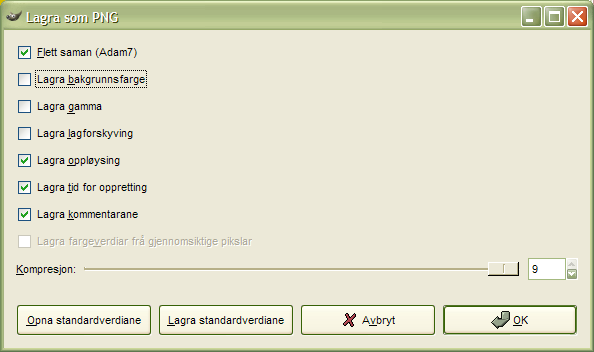 Lagra som PNG
Flett saman (Adam7)
Lagra bakgrunnsfarge
Lagra gamma
Lagra lagforskyving
Lagra oppløysing
Lagra tid for oppretting
Lagra kommentarane
Lagra fargeverdiar frå gjennomsiktige pikslar
Kompresjon: 9
Opna standardverdiane Lagra standardverdiane Avbryt OK